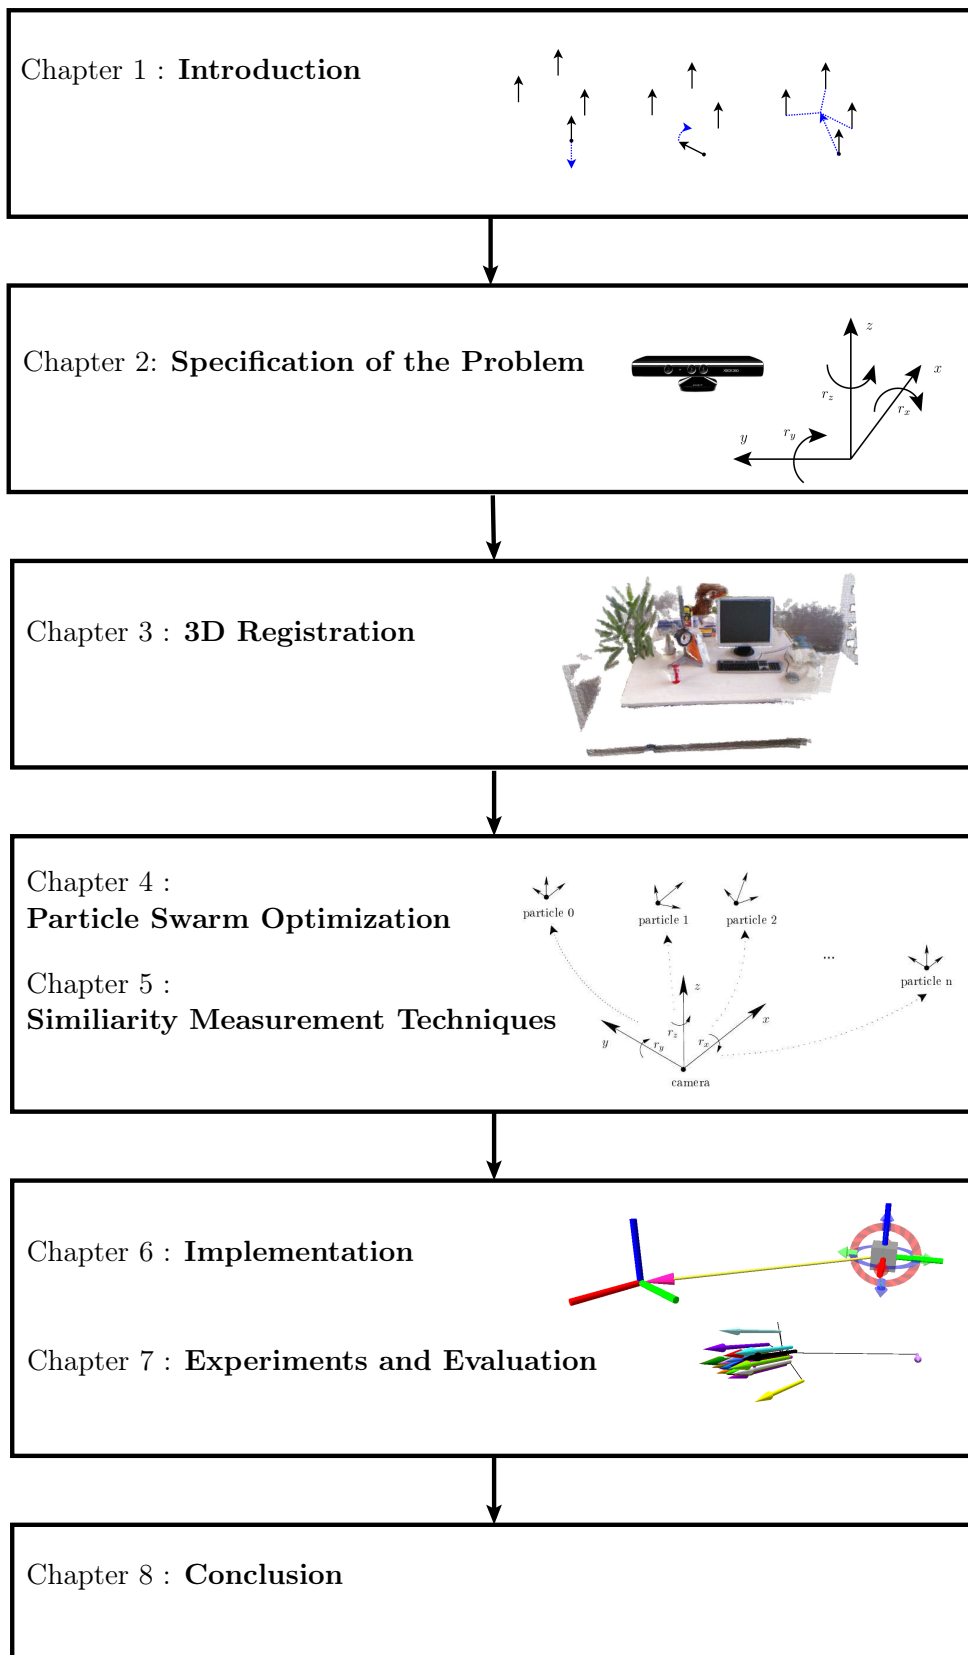 Chapter 1 : Introduction
Chapter 2: Specification of the Problem
z
x
r_z
r_x
y
r_y
XBOX 360
Chapter 3 : 3D Registration
Chapter 4 :
Particle Swarm Optimization
Chapter 5 :
Similiarity Measurement Techniques
particle 0
particle 1
particle 2
...
particle n
z
x
y
r_y
r_z
r_x
camera
Chapter 6 : Implementation
Chapter 7 : Experiments and Evaluation
Chapter 8 : Conclusion